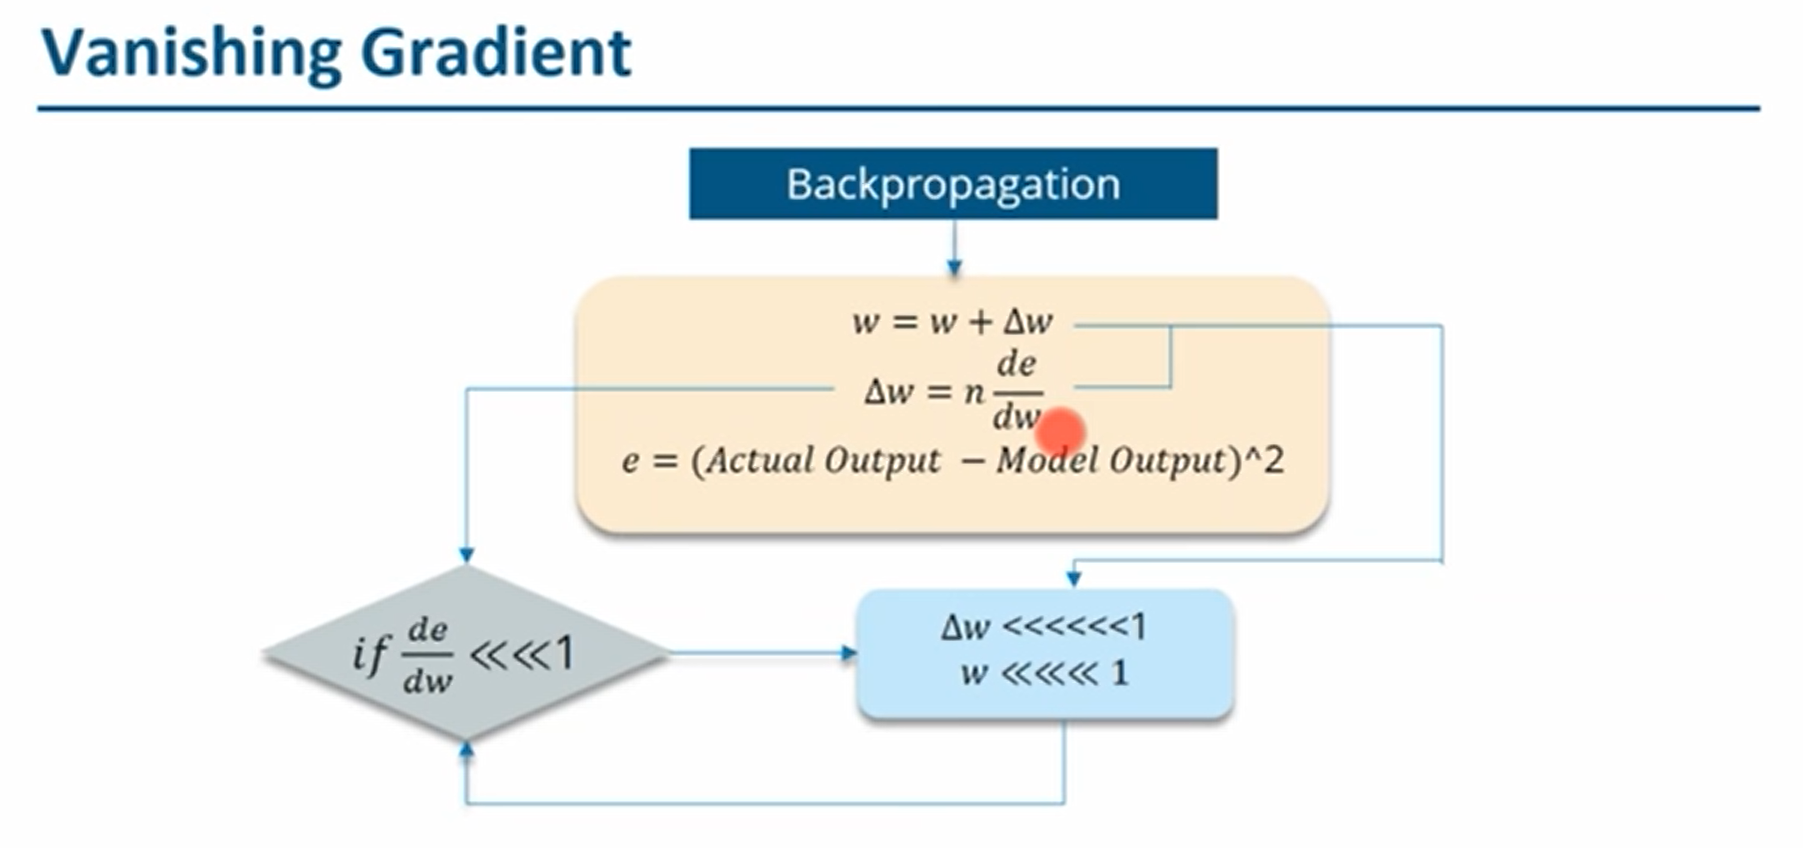 Vanishing Gradient
Backpropagation
w = w + Δw
Δw = n de/dw
e = (Actual Output − Model Output)^2
if de/dw <<<<1
Δw <<<<<<1
w <<<<<< 1